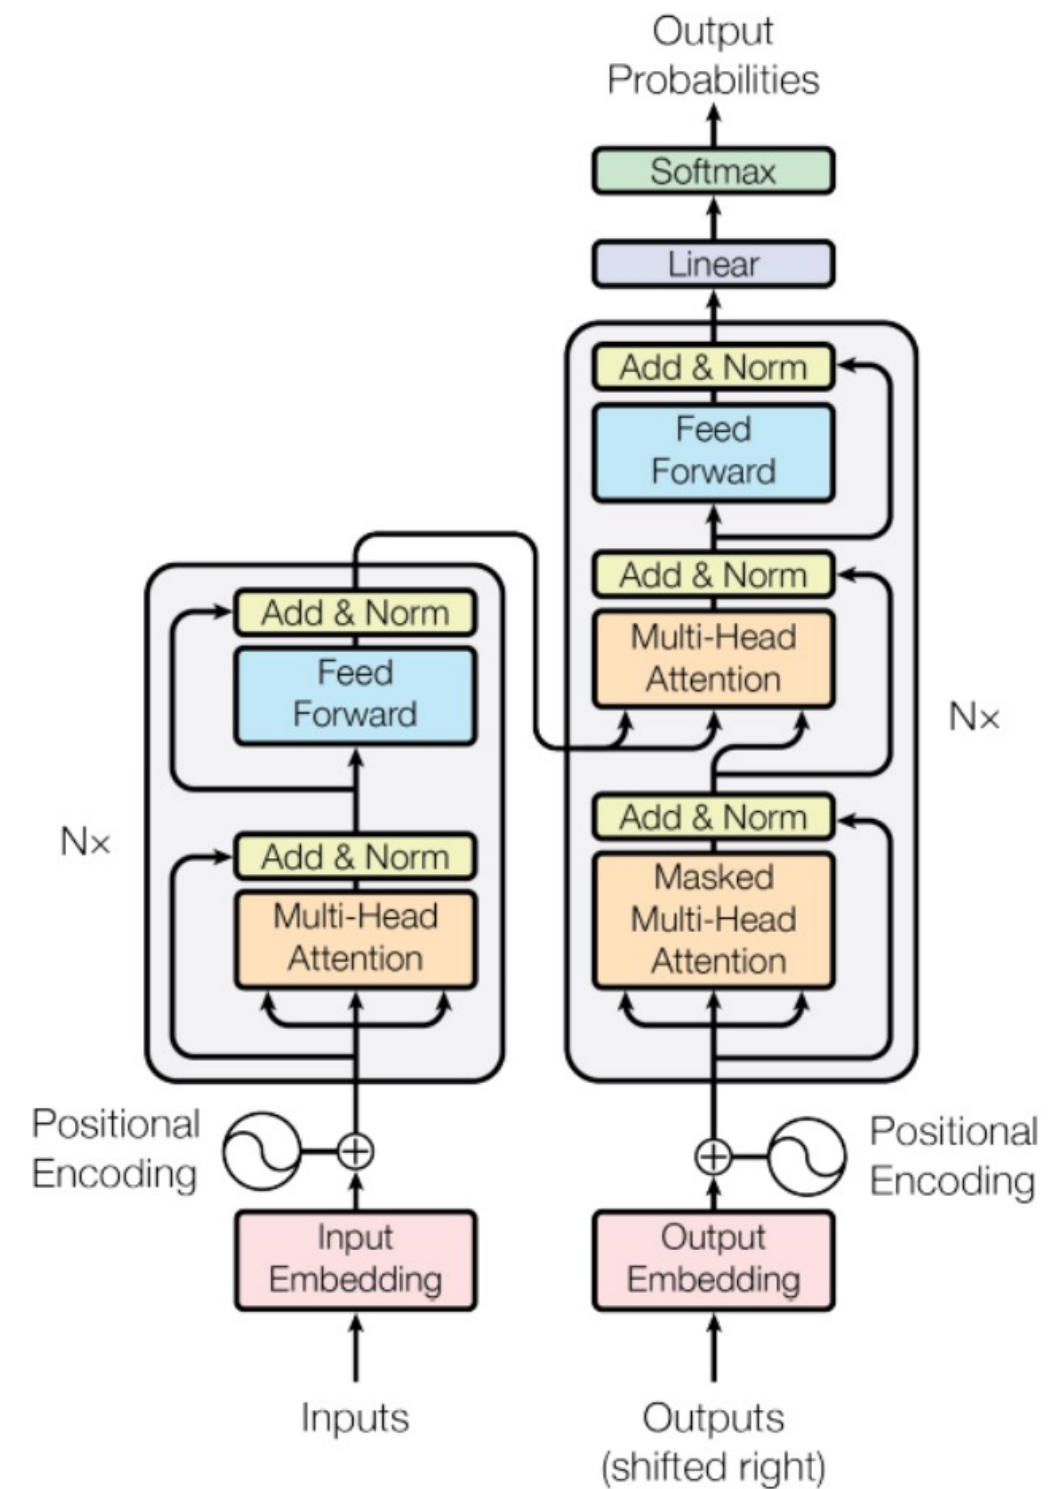 Output
Probabilities
Softmax
Linear
Add & Norm
Feed
Forward
Add & Norm
Multi-Head
Attention
N×
Add & Norm
Masked
Multi-Head
Attention
Add & Norm
Feed
Forward
N×
Add & Norm
Multi-Head
Attention
Positional
Encoding
Positional
Encoding
Input
Embedding
Output
Embedding
Inputs
Outputs
(shifted right)